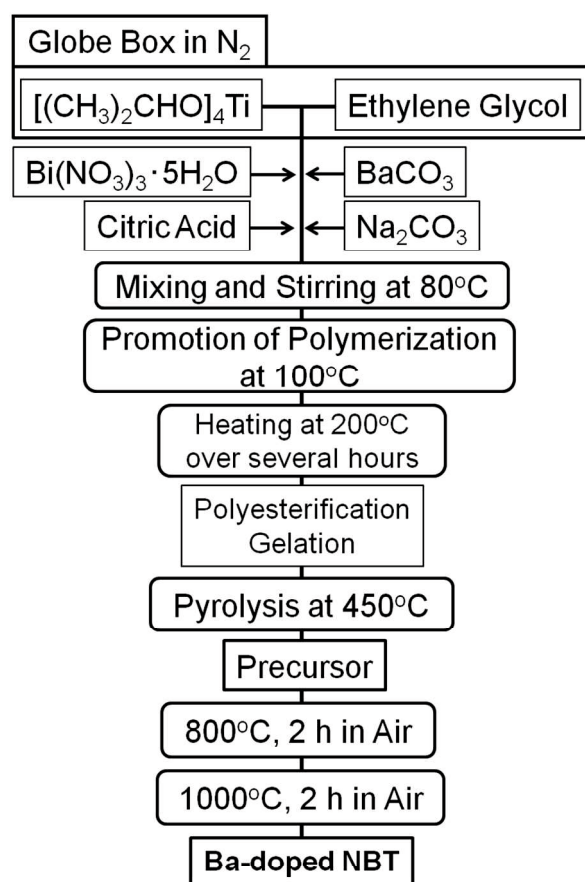 Globe Box in N₂
[(CH₃)₂CHO]₄Ti
Ethylene Glycol
Bi(NO₃)₃·5H₂O
BaCO₃
Citric Acid
Na₂CO₃
Mixing and Stirring at 80°C
Promotion of Polymerization
at 100°C
Heating at 200°C
over several hours
Polyesterification
Gelation
Pyrolysis at 450°C
Precursor
800°C, 2 h in Air
1000°C, 2 h in Air
Ba-doped NBT